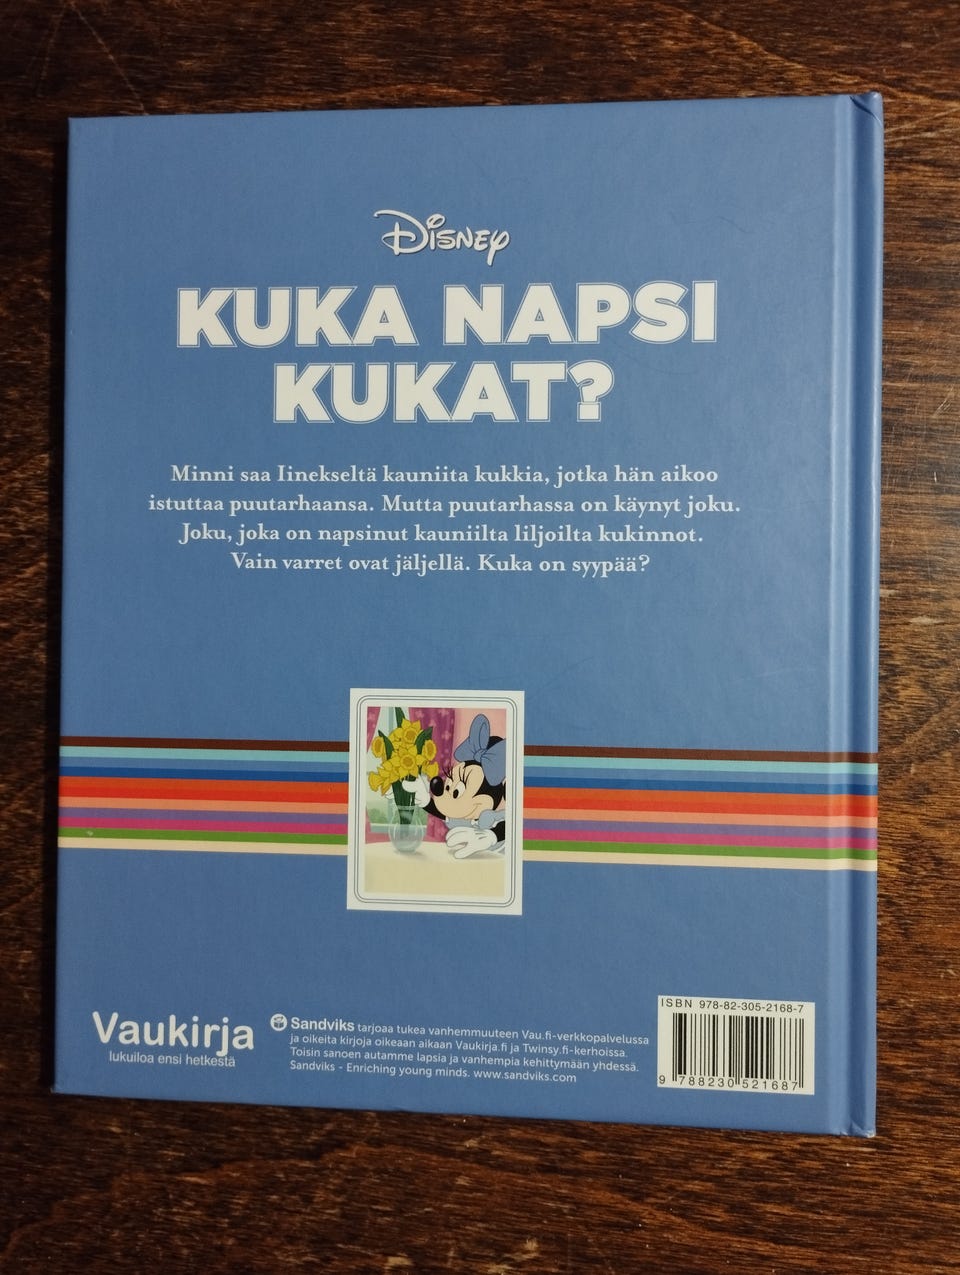 Disney
KUKA NAPSI
KUKAT?
Minni saa Iinekseltä kauniita kukkia, jotka hän aikoo
istuttaa puutarhaansa. Mutta puutarhassa on käynyt joku.
Joku, joka on napsinut kauniilta liljoilta kukinnot.
Vain varret ovat jäljellä. Kuka on syypää?
Vaukirja
lukuiloa ensi hetkestä
Sandviks tarjoaa tukea vanhemmuuteen Vau.fi-verkkopalvelussa
ja oikeita kirjoja oikeaan aikaan Vaukirja.fi ja Twinsy.fi-kerhoissa.
Toisin sanoen autamme lapsia ja vanhempia kehittymään yhdessä.
Sandviks - Enriching young minds. www.sandviks.com
ISBN 978-82-305-2168-7
9 788230 521687